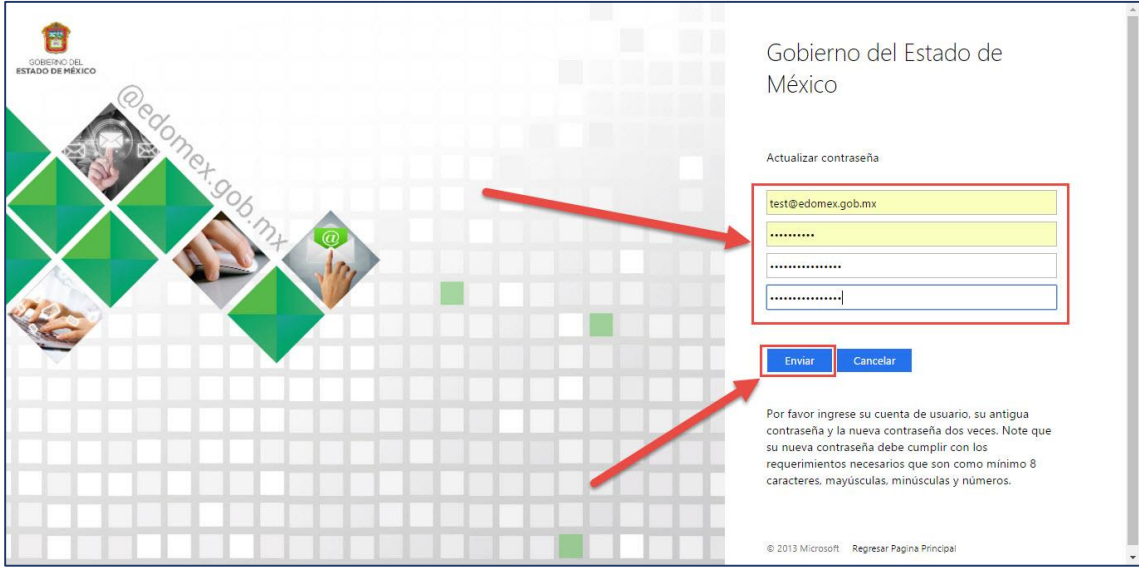 GOBIERNO DEL
ESTADO DE MÉXICO
@edomex.gob.mx
@
Gobierno del Estado de
México
Actualizar contraseña
test@edomex.gob.mx
••••••••••
••••••••••••••••
••••••••••••••••
Enviar Cancelar
Por favor ingrese su cuenta de usuario, su antigua
contraseña y la nueva contraseña dos veces. Note que
su nueva contraseña debe cumplir con los
requerimientos necesarios que son como mínimo 8
caracteres, mayúsculas, minúsculas y números.
© 2013 Microsoft Regresar Pagina Principal